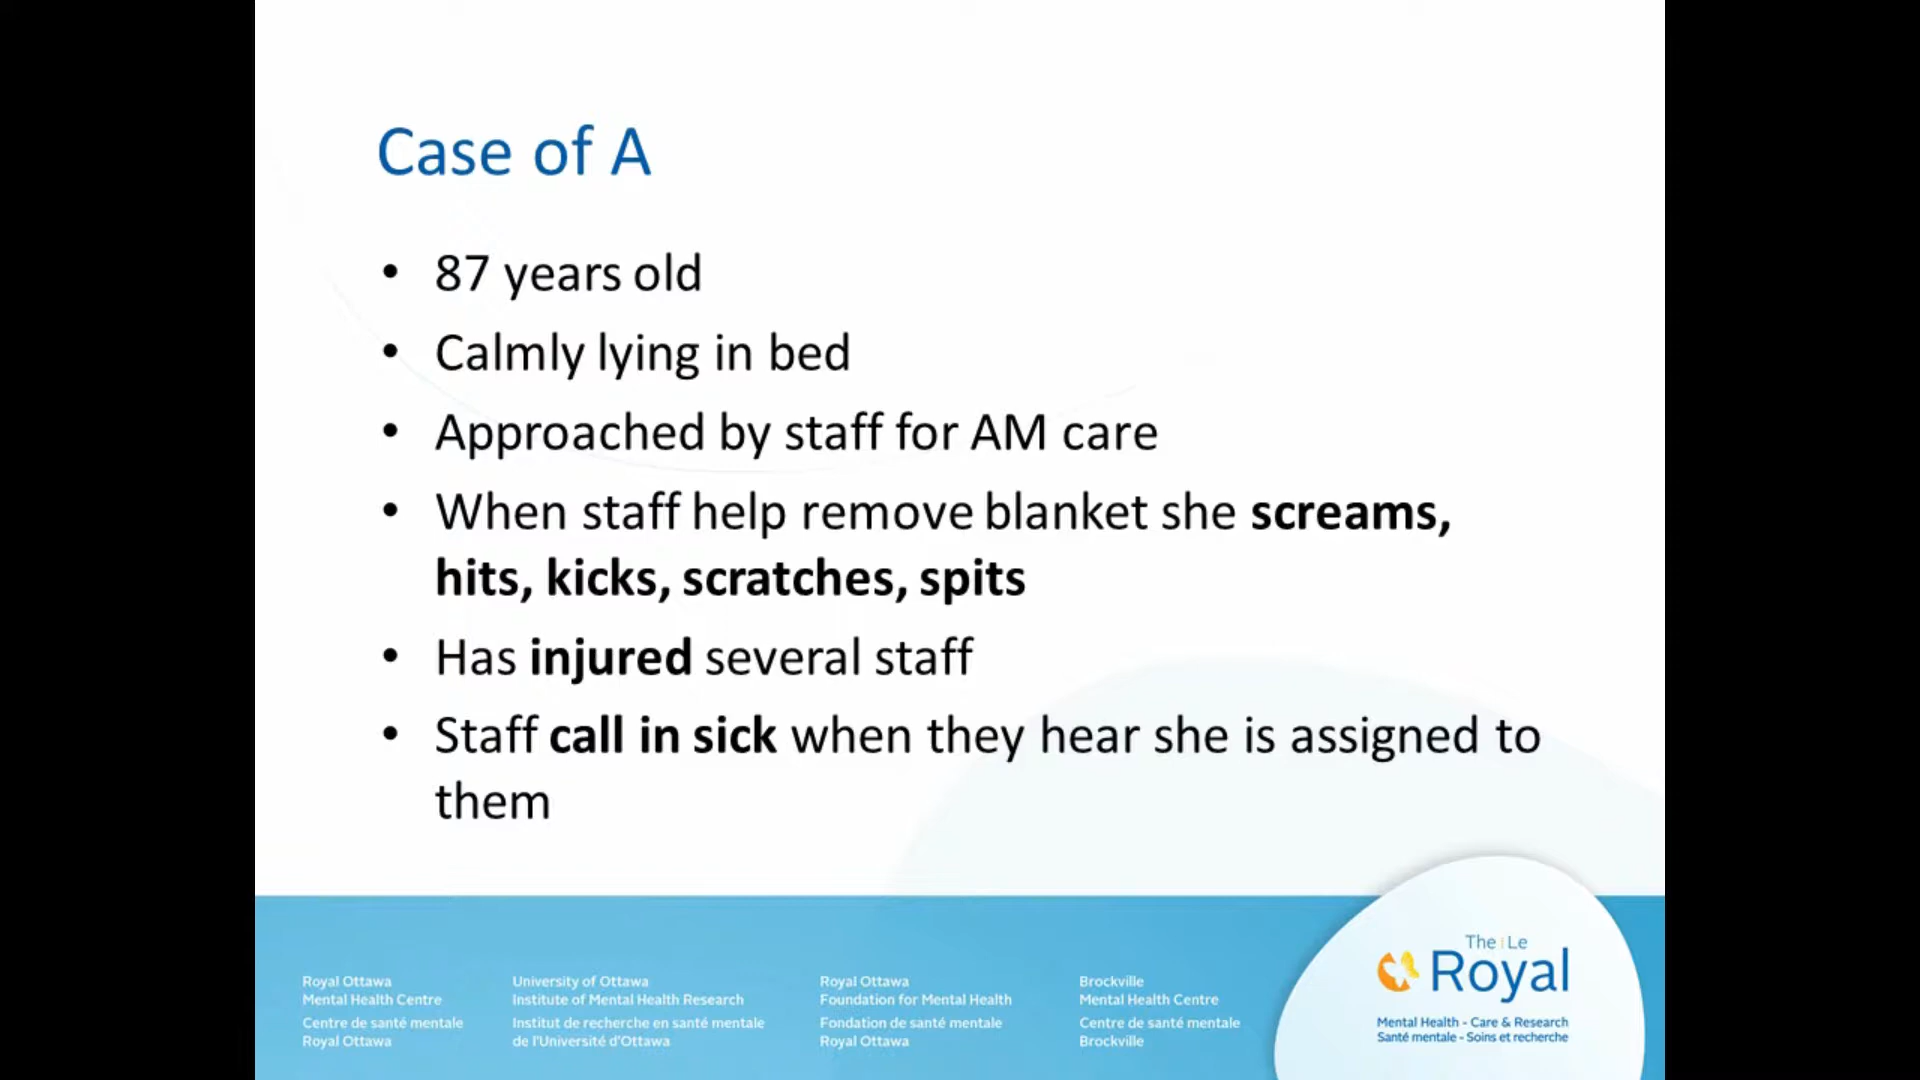 Case of A
• 87 years old
• Calmly lying in bed
• Approached by staff for AM care
• When staff help remove blanket she screams,
hits, kicks, scratches, spits
• Has injured several staff
• Staff call in sick when they hear she is assigned to
them
Royal Ottawa
Mental Health Centre
Centre de santé mentale
Royal Ottawa
University of Ottawa
Institute of Mental Health Research
Institut de recherche en santé mentale
de l'Université d'Ottawa
Royal Ottawa
Foundation for Mental Health
Fondation de santé mentale
Royal Ottawa
Brockville
Mental Health Centre
Centre de santé mentale
Brockville
The Le
Royal
Mental Health - Care & Research
Santé mentale - Soins et recherche